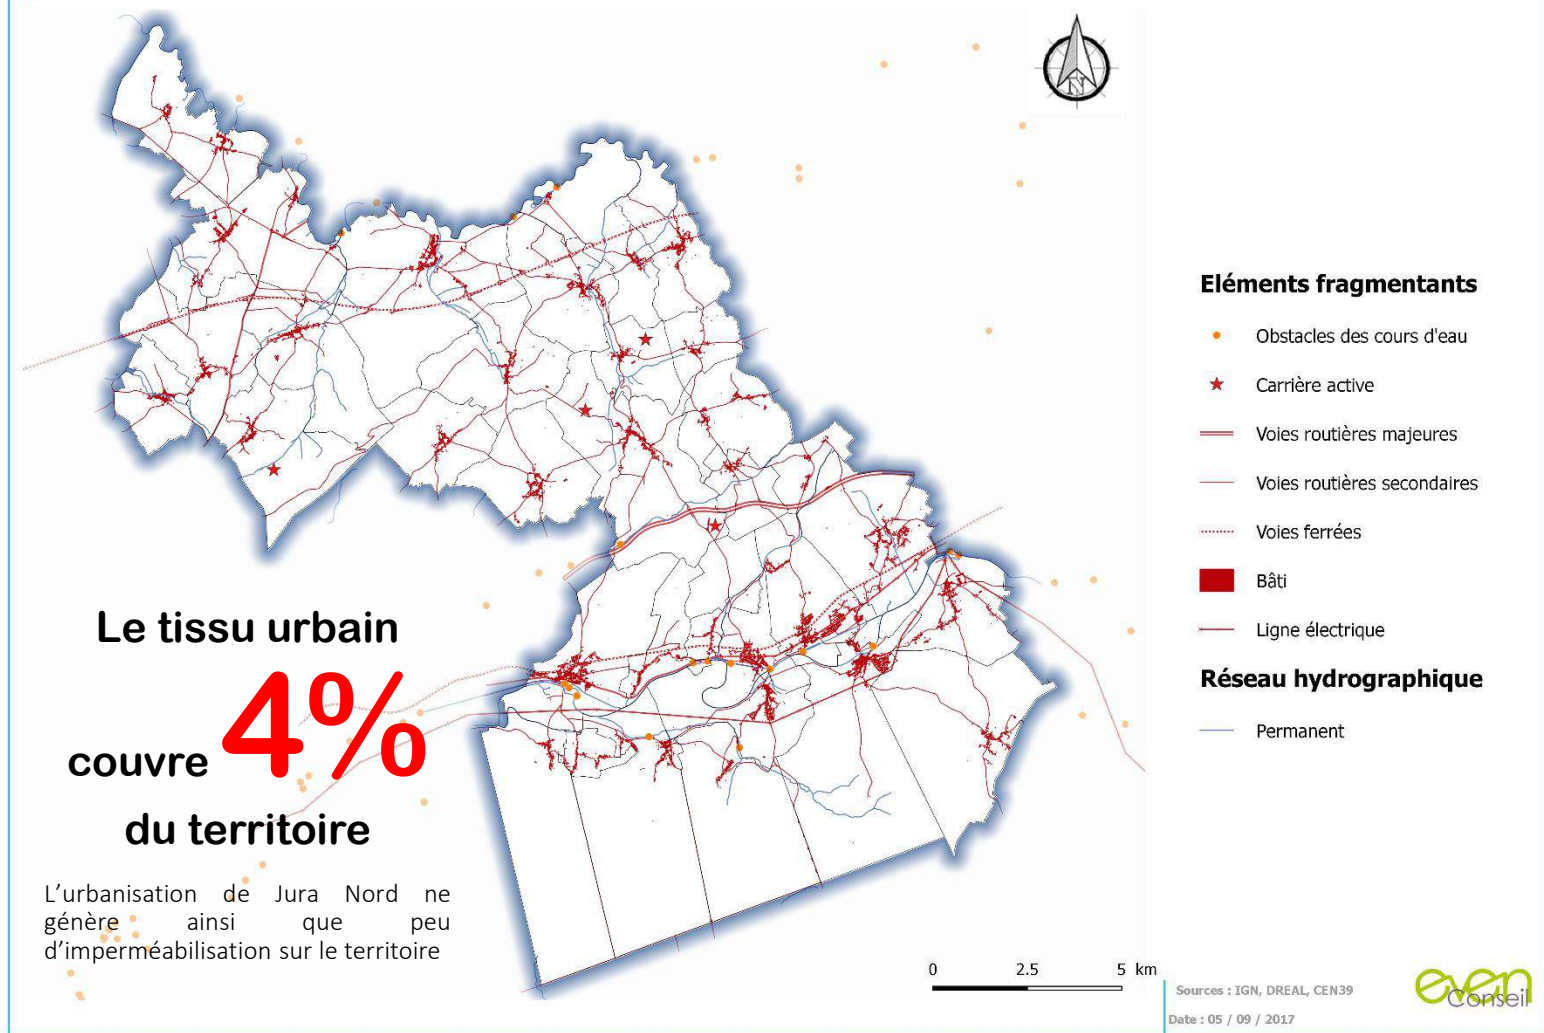 N
Eléments fragmentants
Obstacles des cours d'eau
Carrière active
Voies routières majeures
Voies routières secondaires
Voies ferrées
Bâti
Ligne électrique
Réseau hydrographique
Permanent
Le tissu urbain
couvre 4%
du territoire
L'urbanisation de Jura Nord ne
génère ainsi que peu
d'imperméabilisation sur le territoire
0 2.5 5 km
Sources : IGN, DREAL, CEN39
Date : 05 / 09 / 2017
even
Conseil